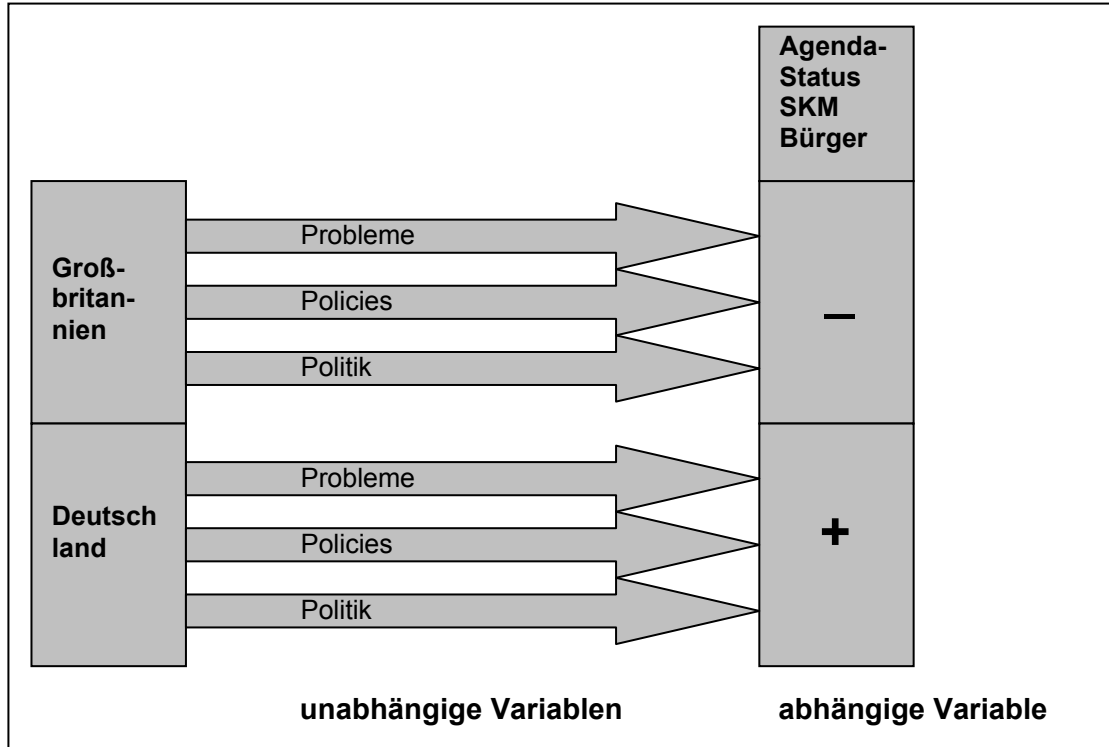 Agenda-
Status
SKM
Bürger
Groß-
britan-
nien
Probleme
Policies
Politik
–
Deutsch
land
Probleme
Policies
Politik
+
unabhängige Variablen
abhängige Variable